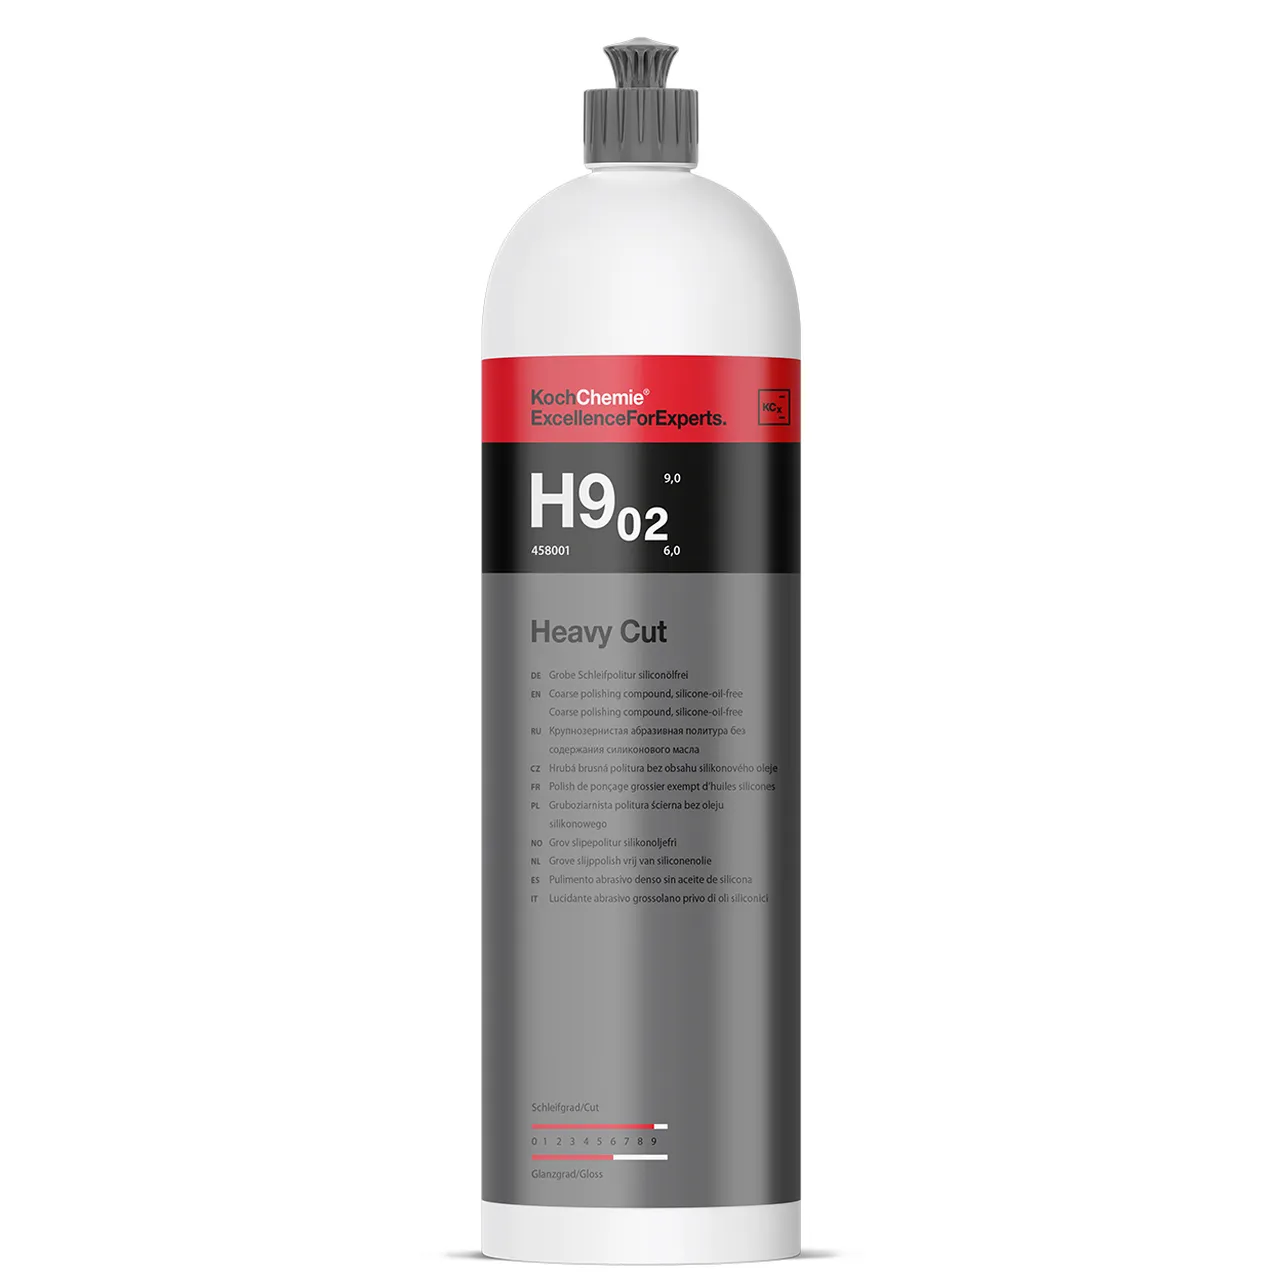 KochChemie®
ExcellenceForExperts.
KCx
H902
9,0
458001
6,0
Heavy Cut
DE Grobe Schleifpolitur siliconölfrei
EN Coarse polishing compound, silicone-oil-free
Coarse polishing compound, silicone-oil-free
RU Крупнозернистая абразивная политура без
содержания силиконового масла
CZ Hrubá brusná politura bez obsahu silikonového oleje
FR Polish de ponçage grossier exempt d'huiles silicones
PL Gruboziarnista politura ścierna bez oleju
silikonowego
NO Grov slipepolitur silikonoljefri
NL Grove slijppolish vrij van siliconenolie
ES Pulimento abrasivo denso sin aceite de silicona
IT Lucidante abrasivo grossolano privo di oli siliconici
Schleifgrad/Cut
0 1 2 3 4 5 6 7 8 9
Glanzgrad/Gloss